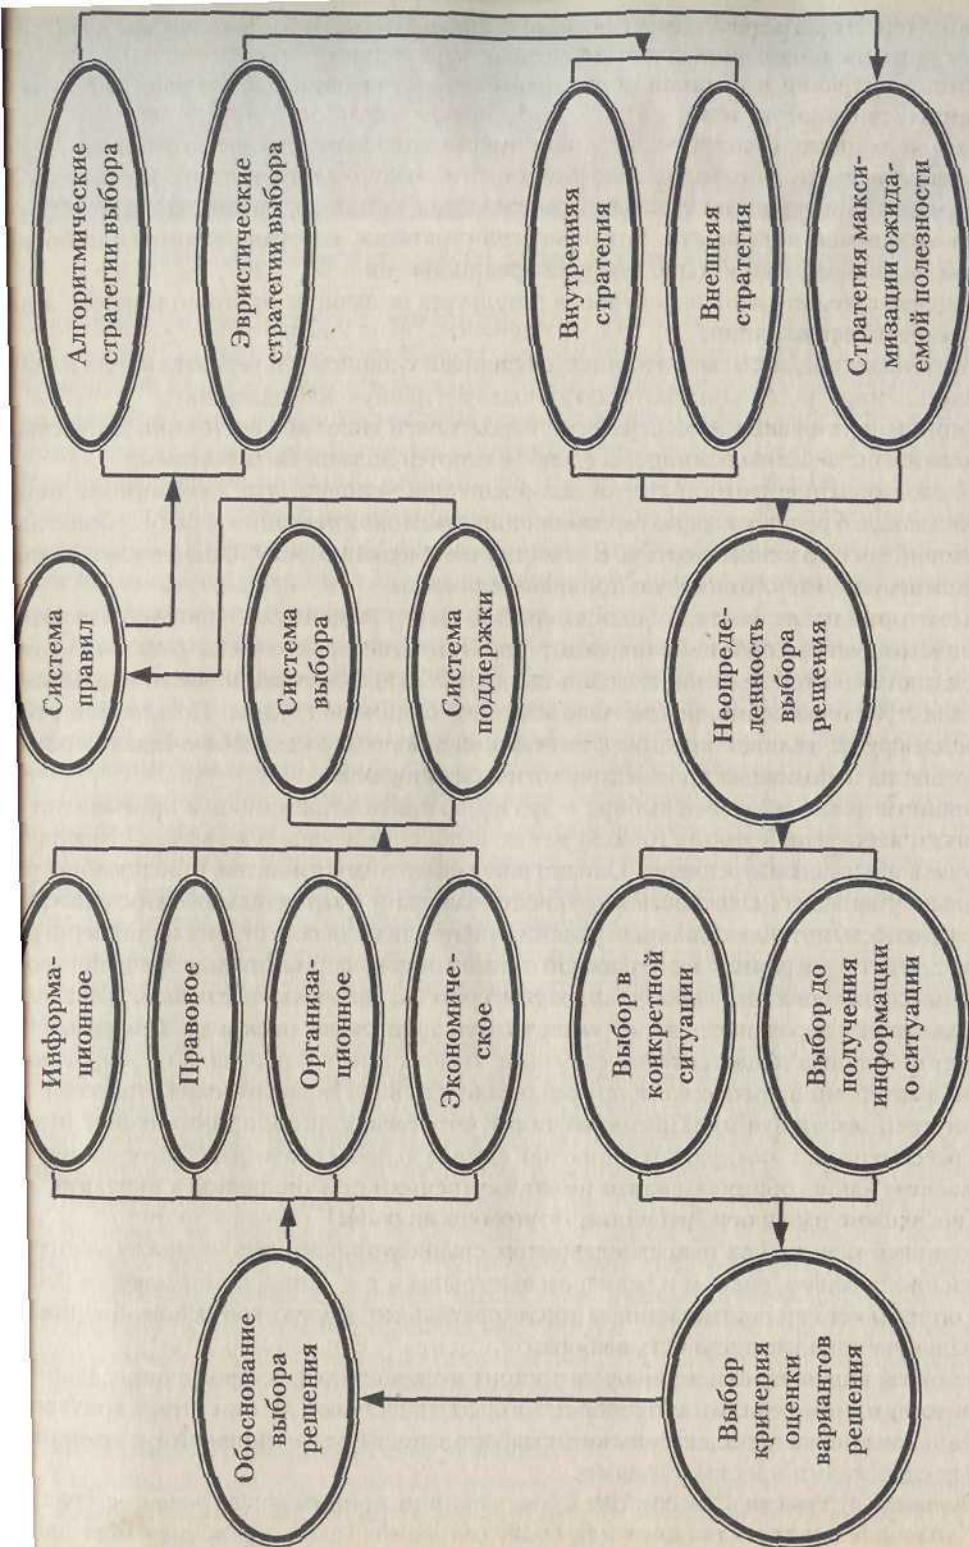 Обоснование
выбора
решения
Выбор
критерия
оценки
вариантов
решения
Информа-
ционное
Правовое
Организа-
ционное
Экономиче-
ское
Выбор в
конкретной
ситуации
Выбор до
получения
информации
о ситуации
Система
правил
Система
выбора
Система
поддержки
Неопреде-
ленность
выбора
решения
Алгоритмические
стратегии выбора
Эвристические
стратегии выбора
Внутренняя
стратегия
Внешняя
стратегия
Стратегия макси-
мизации ожида-
емой полезности